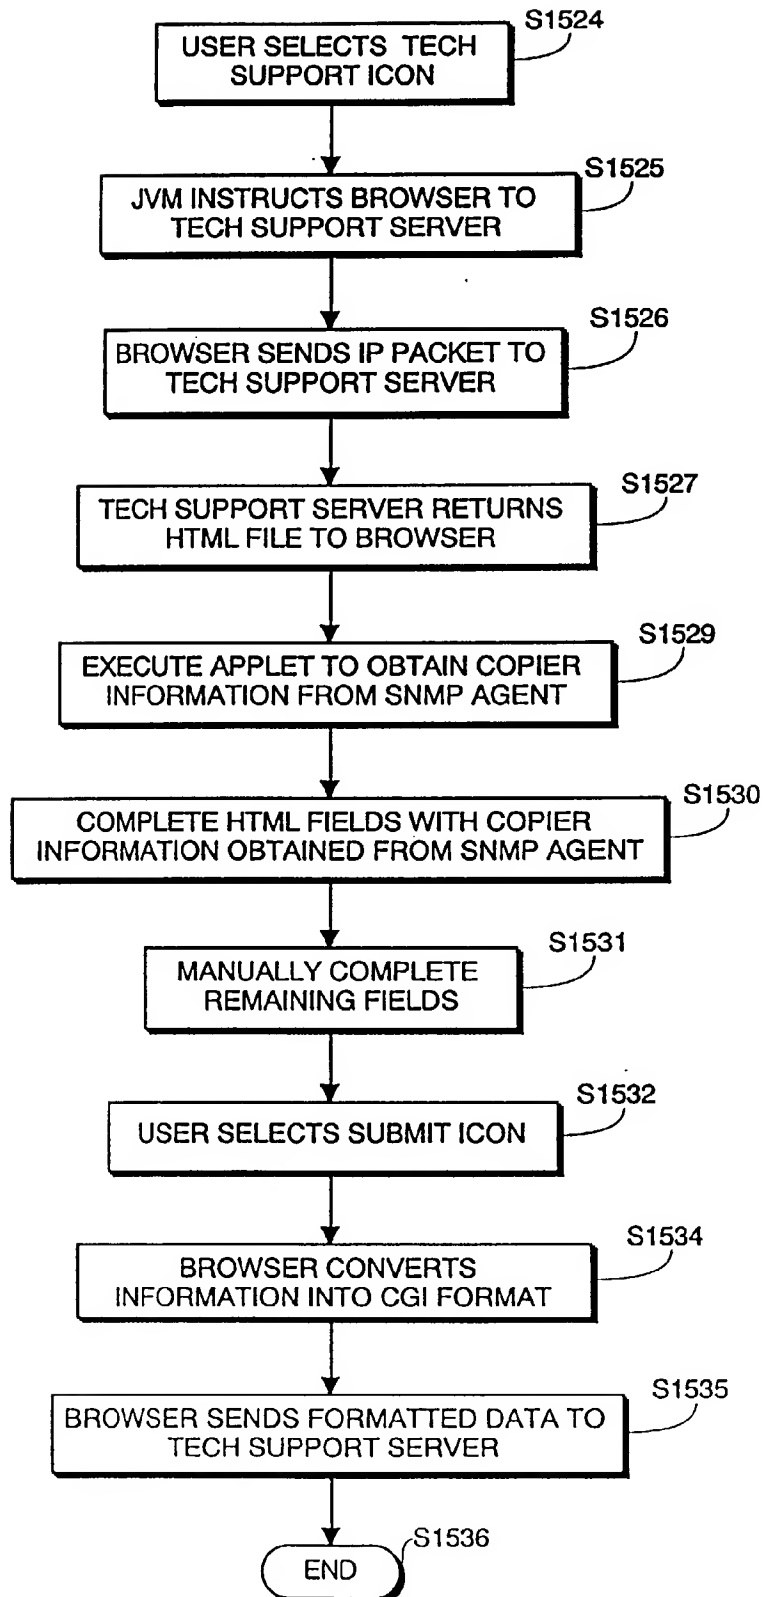 S1524
USER SELECTS TECH
SUPPORT ICON
S1525
JVM INSTRUCTS BROWSER TO
TECH SUPPORT SERVER
S1526
BROWSER SENDS IP PACKET TO
TECH SUPPORT SERVER
S1527
TECH SUPPORT SERVER RETURNS
HTML FILE TO BROWSER
S1529
EXECUTE APPLET TO OBTAIN COPIER
INFORMATION FROM SNMP AGENT
S1530
COMPLETE HTML FIELDS WITH COPIER
INFORMATION OBTAINED FROM SNMP AGENT
S1531
MANUALLY COMPLETE
REMAINING FIELDS
S1532
USER SELECTS SUBMIT ICON
S1534
BROWSER CONVERTS
INFORMATION INTO CGI FORMAT
S1535
BROWSER SENDS FORMATTED DATA TO
TECH SUPPORT SERVER
S1536
END